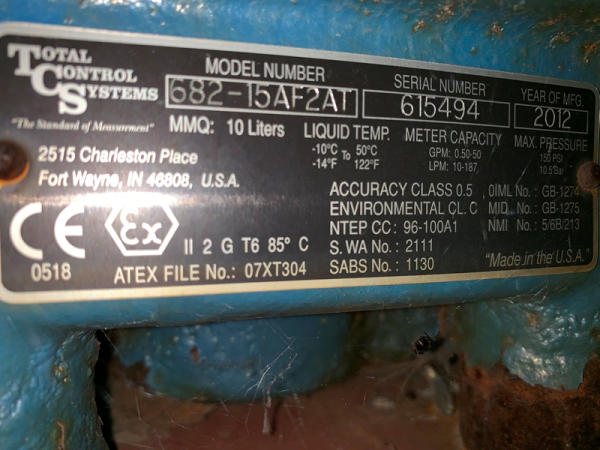 TOTAL CONTROL SYSTEMS
"The Standard of Measurement"
MODEL NUMBER 682-15AF2AT
SERIAL NUMBER 615494
YEAR OF MFG. 2012
MMQ: 10 Liters
LIQUID TEMP.
-10°C To 50°C
-14°F 122°F
METER CAPACITY
GPM: 0.50-50
LPM: 10-187
MAX. PRESSURE
150 PSI
10.5 Bar
2515 Charleston Place
Fort Wayne, IN 46808, U.S.A.
ACCURACY CLASS 0.5
ENVIRONMENTAL CL. C
NTEP CC: 96-100A1
S. WA No.: 2111
SABS No.: 1130
OIML No.: GB-1274
MID No.: GB-1275
NMI No.: 5/6B/213
"Made in the U.S.A."
CE
0518
Ex
II 2 G T6 85° C
ATEX FILE No.: 07XT304